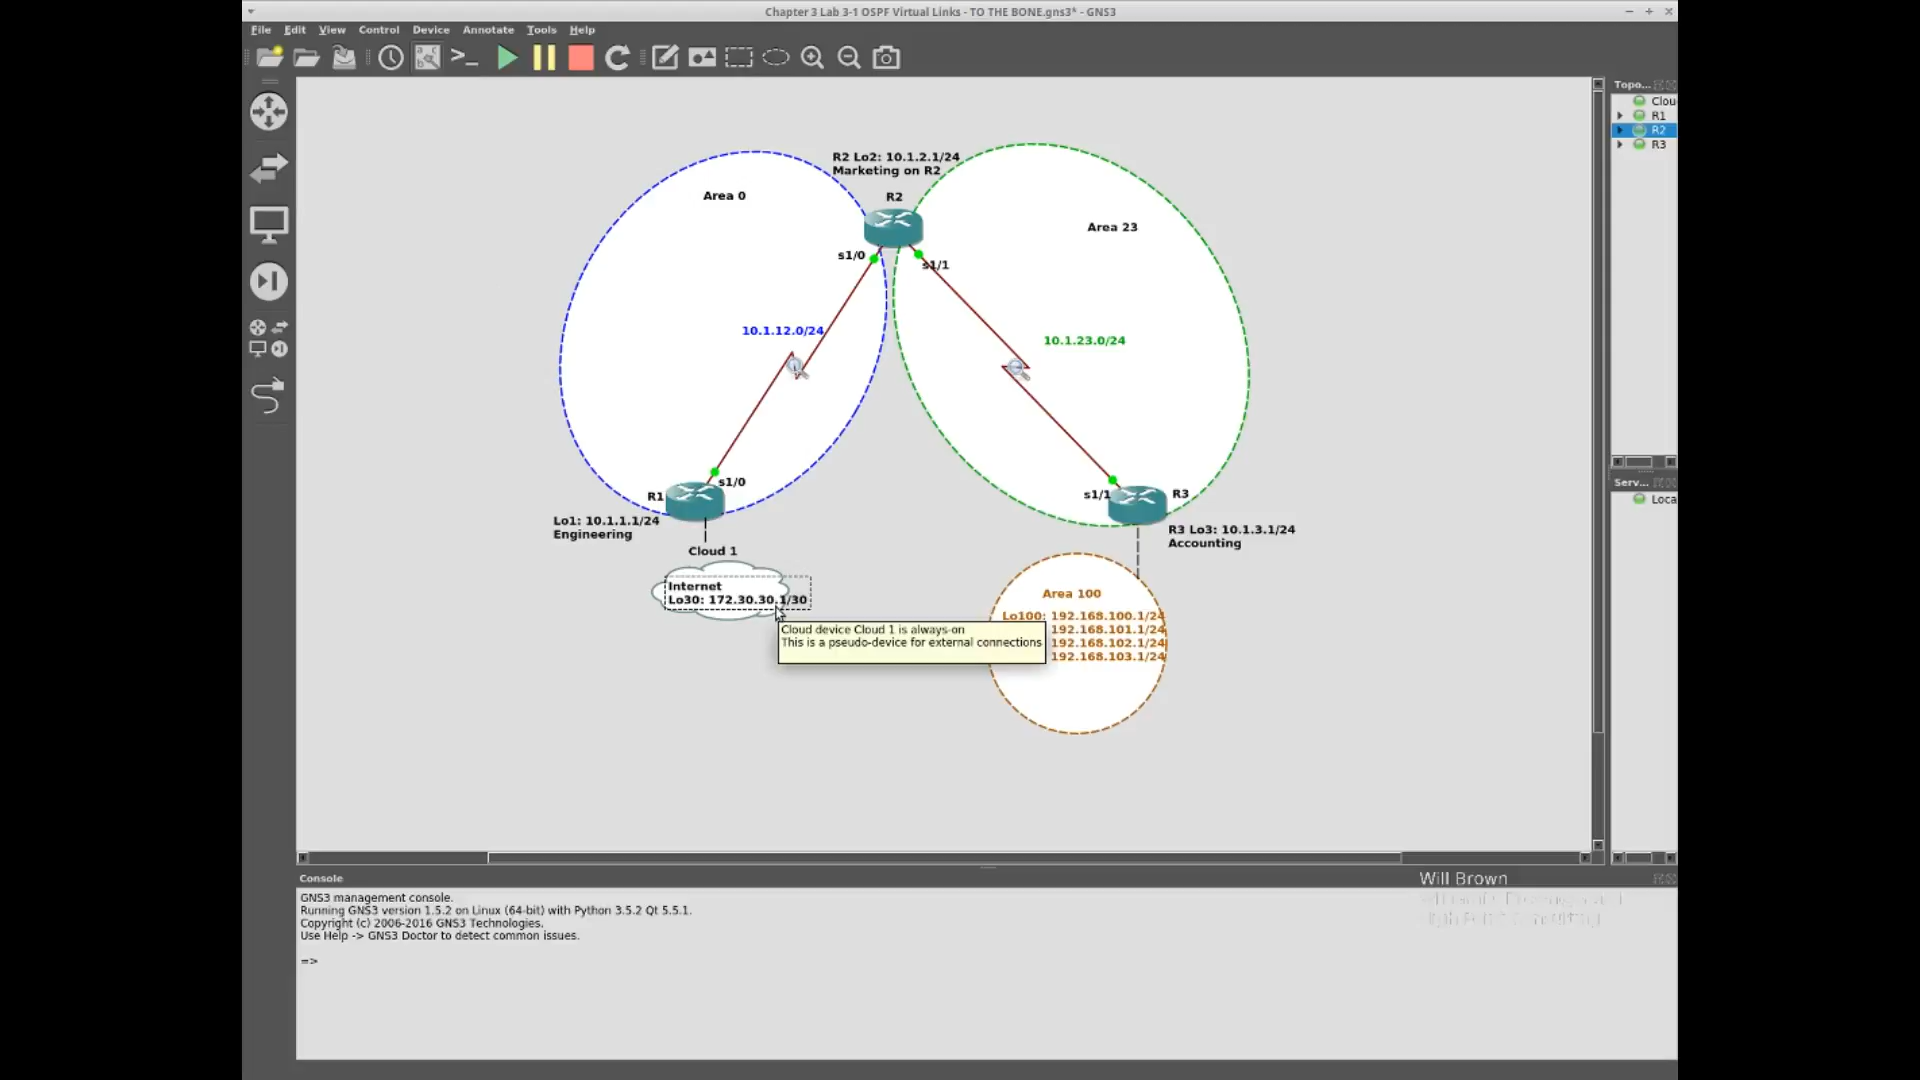 Chapter 3 Lab 3-1 OSPF Virtual Links - TO THE BONE.gns3* - GNS3
File Edit View Control Device Annotate Tools Help
Topo...
Clou
R1
R2
R3
R2 Lo2: 10.1.2.1/24
Marketing on R2
R2
Area 0
Area 23
s1/0
s1/1
10.1.12.0/24
10.1.23.0/24
s1/0
R1
s1/1
R3
Lo1: 10.1.1.1/24
Engineering
R3 Lo3: 10.1.3.1/24
Accounting
Cloud 1
Internet
Lo30: 172.30.30.1/30
Area 100
Lo100: 192.168.100.1/24
192.168.101.1/24
192.168.102.1/24
192.168.103.1/24
Cloud device Cloud 1 is always-on
This is a pseudo-device for external connections
Serv...
Loca
Console
GNS3 management console.
Running GNS3 version 1.5.2 on Linux (64-bit) with Python 3.5.2 Qt 5.5.1.
Copyright (c) 2006-2016 GNS3 Technologies.
Use Help -> GNS3 Doctor to detect common issues.
=>
Will Brown